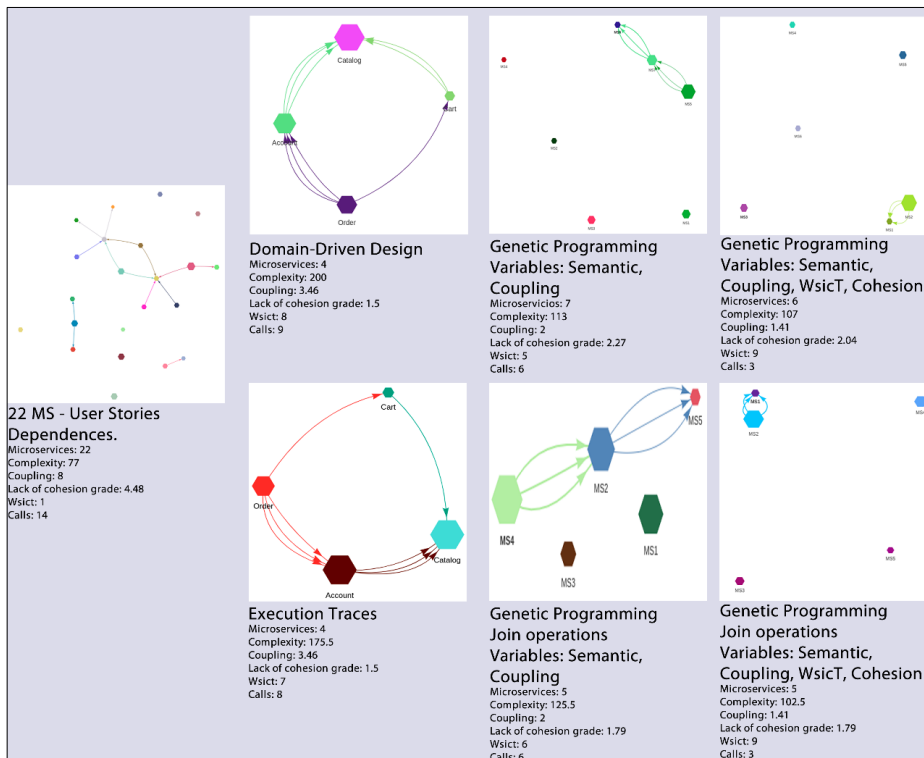 22 MS - User Stories
Dependences.
Microservices: 22
Complexity: 77
Coupling: 8
Lack of cohesion grade: 4.48
Wsict: 1
Calls: 14
Catalog
Cart
Account
Order
Domain-Driven Design
Microservices: 4
Complexity: 200
Coupling: 3.46
Lack of cohesion grade: 1.5
Wsict: 8
Calls: 9
Genetic Programming
Variables: Semantic,
Coupling
Microservicios: 7
Complexity: 113
Coupling: 2
Lack of cohesion grade: 2.27
Wsict: 5
Calls: 6
Genetic Programming
Variables: Semantic,
Coupling, WsicT, Cohesion
Microservices: 6
Complexity: 107
Coupling: 1.41
Lack of cohesion grade: 2.04
Wsict: 9
Calls: 3
Cart
Order
Catalog
Account
Execution Traces
Microservices: 4
Complexity: 175.5
Coupling: 3.46
Lack of cohesion grade: 1.5
Wsict: 7
Calls: 8
MS5
MS2
MS4
MS1
MS3
Genetic Programming
Join operations
Variables: Semantic,
Coupling
Microservices: 5
Complexity: 125.5
Coupling: 2
Lack of cohesion grade: 1.79
Wsict: 6
Calls: 6
MS1
MS2
MS5
MS3
Genetic Programming
Join operations
Variables: Semantic,
Coupling, WsicT, Cohesion
Microservices: 5
Complexity: 102.5
Coupling: 1.41
Lack of cohesion grade: 1.79
Wsict: 9
Calls: 3